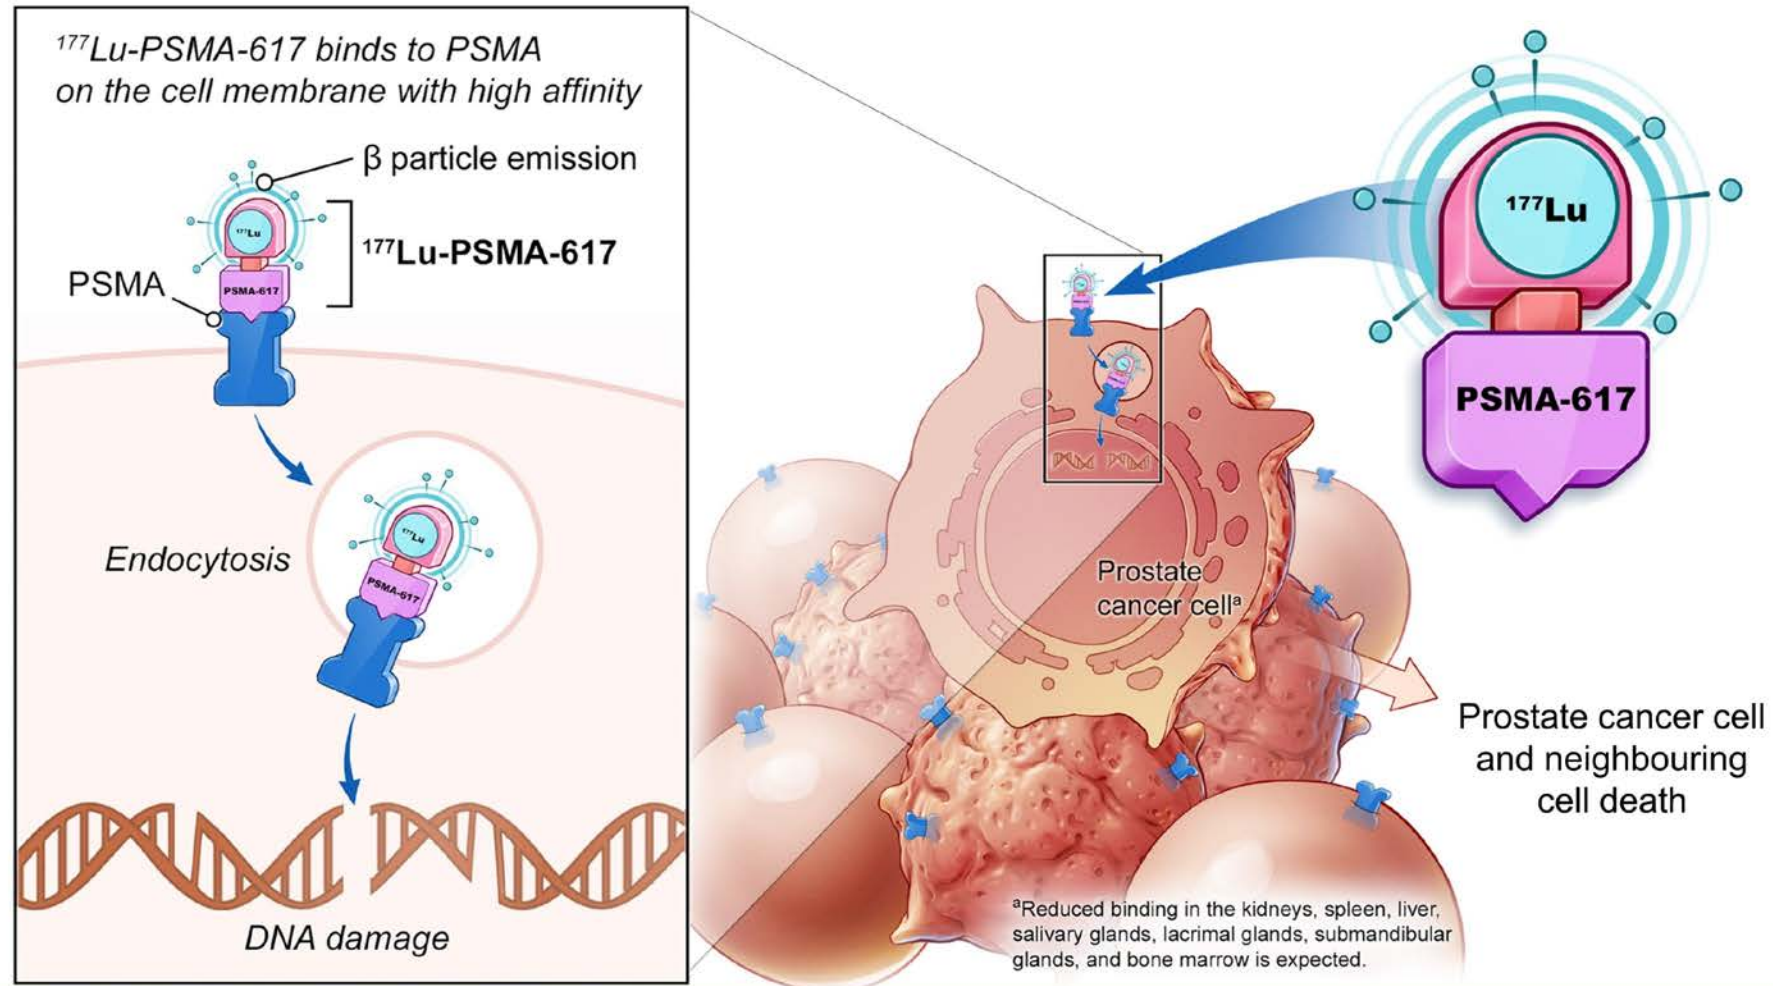 ¹⁷⁷Lu-PSMA-617 binds to PSMA
on the cell membrane with high affinity
β particle emission
¹⁷⁷Lu
PSMA-617
¹⁷⁷Lu-PSMA-617
PSMA
¹⁷⁷Lu
PSMA-617
Endocytosis
DNA damage
¹⁷⁷Lu
PSMA-617
Prostate
cancer cellᵃ
Prostate cancer cell
and neighbouring
cell death
ᵃReduced binding in the kidneys, spleen, liver,
salivary glands, lacrimal glands, submandibular
glands, and bone marrow is expected.